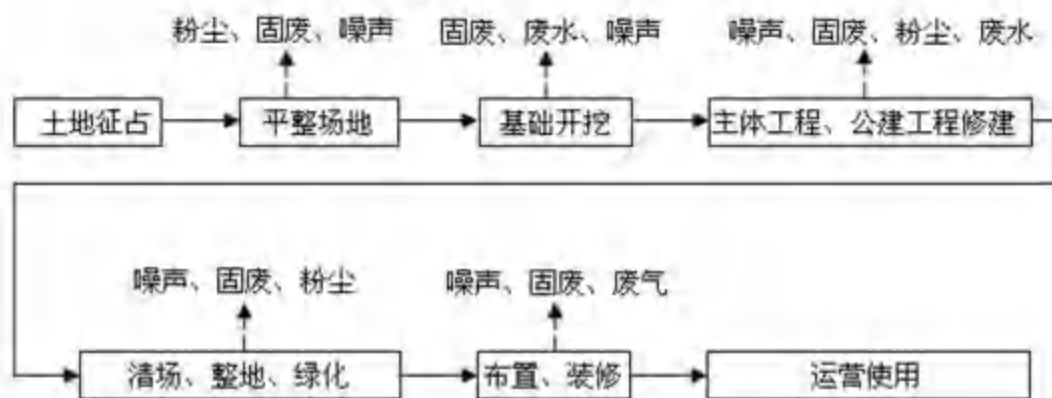 粉尘、固废、噪声
固废、废水、噪声
噪声、固废、粉尘、废水
土地征占
平整场地
基础开挖
主体工程、公建工程修建
噪声、固废、粉尘
噪声、固废、废气
清场、整地、绿化
布置、装修
运营使用